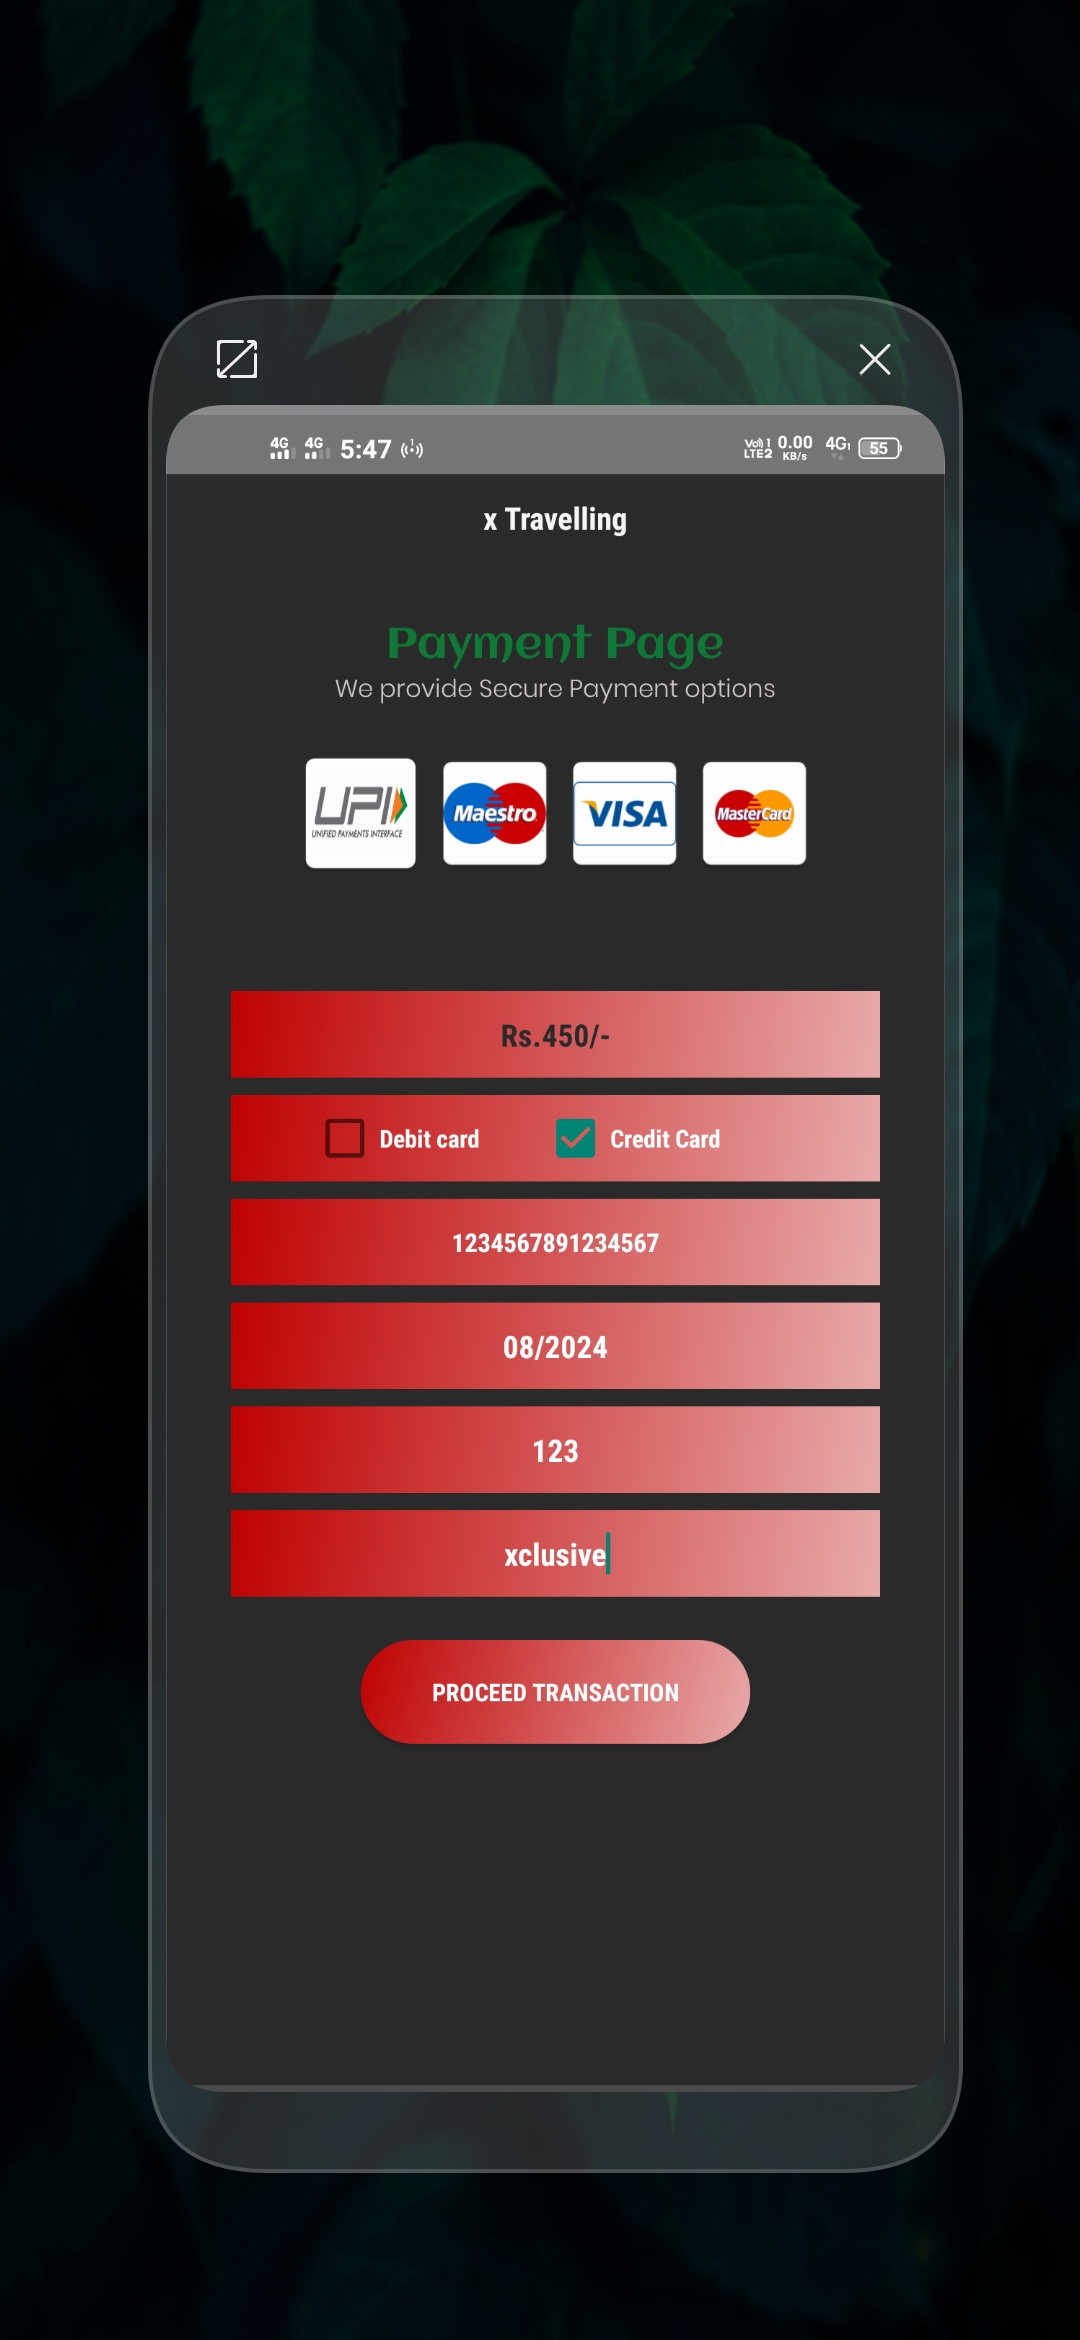 4G 4G 5:47 Vo)) 1 LTE2 0.00 KB/s 4G1 55
x Travelling
Payment Page
We provide Secure Payment options
UPI Maestro VISA MasterCard
UNIFIED PAYMENTS INTERFACE
Rs.450/-
Debit card Credit Card
1234567891234567
08/2024
123
xclusive
PROCEED TRANSACTION